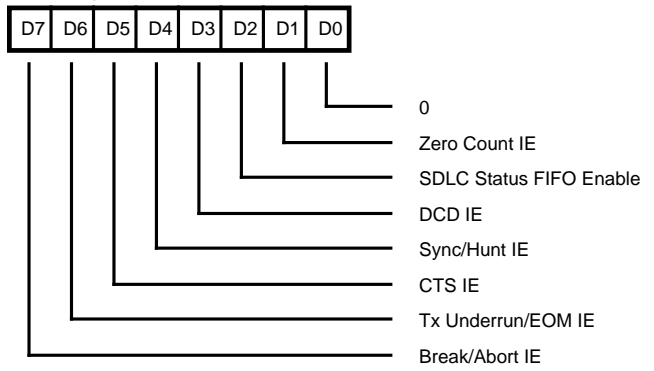 D7 D6 D5 D4 D3 D2 D1 D0
0
Zero Count IE
SDLC Status FIFO Enable
DCD IE
Sync/Hunt IE
CTS IE
Tx Underrun/EOM IE
Break/Abort IE